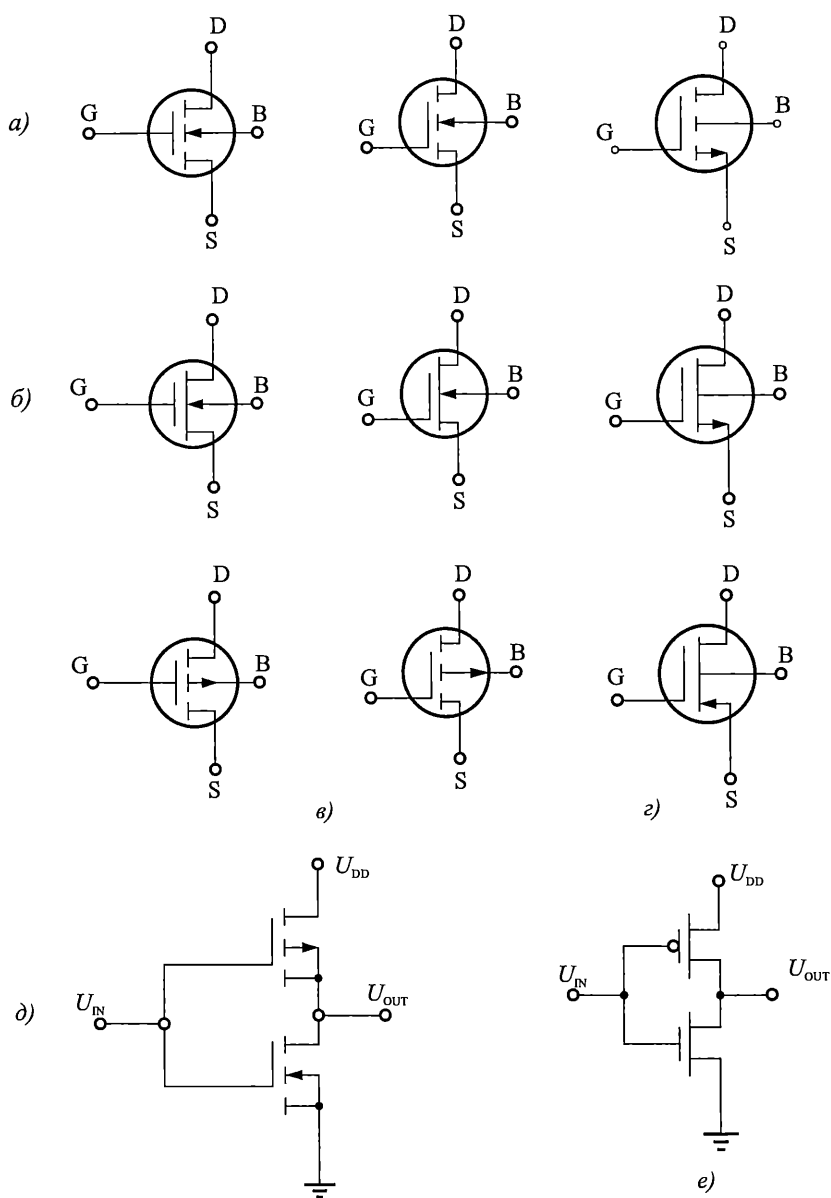 D D D
а) G B G B G B
S S S
D D D
б) G B G B G B
S S S
D D D
G B G B G B
S S S
в) г)
U_DD U_DD
д) U_IN U_OUT U_IN U_OUT
е)